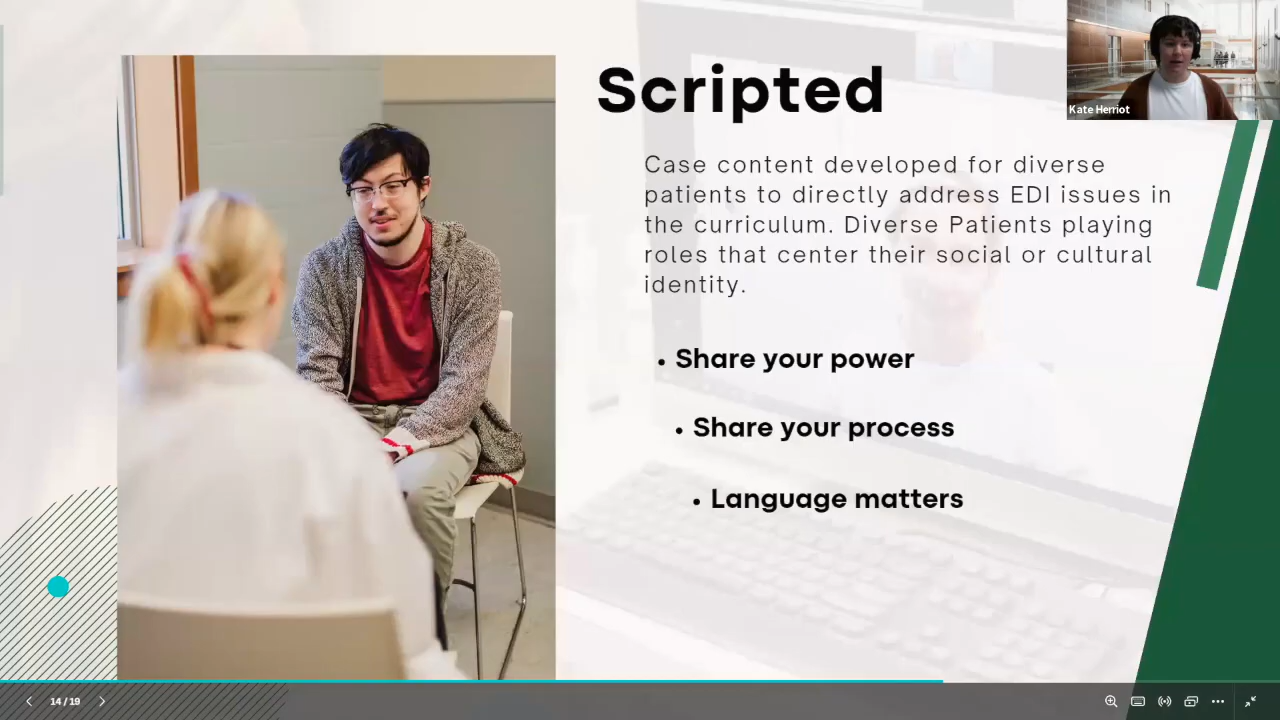 Scripted
Kate Herriot
Case content developed for diverse
patients to directly address EDI issues in
the curriculum. Diverse Patients playing
roles that center their social or cultural
identity.
• Share your power
• Share your process
• Language matters
14 / 19